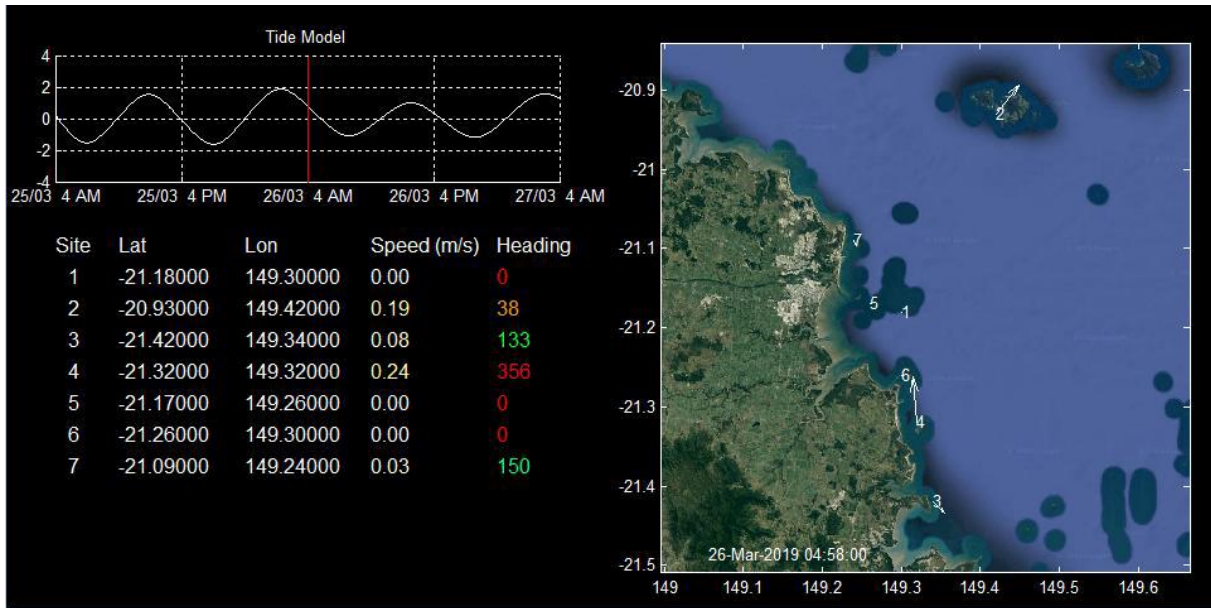 Tide Model
4
2
0
-2
-4
25/03 4 AM 25/03 4 PM 26/03 4 AM 26/03 4 PM 27/03 4 AM
Site Lat Lon Speed (m/s) Heading
1 -21.18000 149.30000 0.00 0
2 -20.93000 149.42000 0.19 38
3 -21.42000 149.34000 0.08 133
4 -21.32000 149.32000 0.24 356
5 -21.17000 149.26000 0.00 0
6 -21.26000 149.30000 0.00 0
7 -21.09000 149.24000 0.03 150
-20.9
2
-21
-21.1
7
5
1
-21.2
6
-21.3
4
-21.4
3
26-Mar-2019 04:58:00
-21.5
149 149.1 149.2 149.3 149.4 149.5 149.6